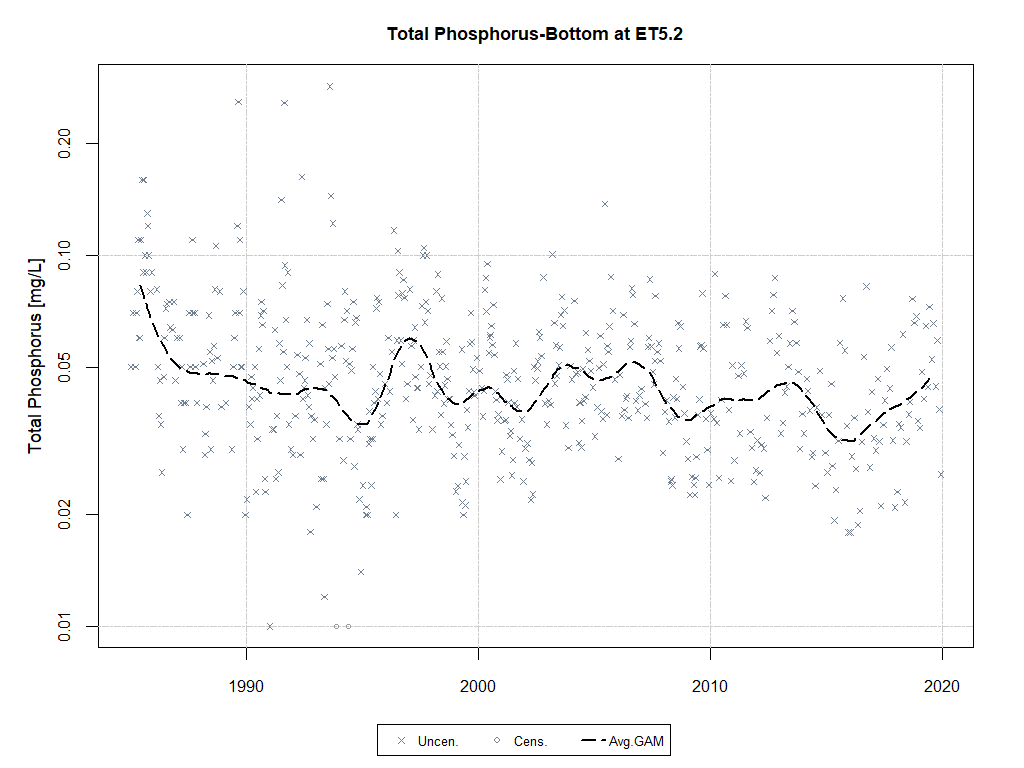 Total Phosphorus-Bottom at ET5.2
Total Phosphorus [mg/L]
0.20
0.10
0.05
0.02
0.01
1990 2000 2010 2020
Uncen. Cens. Avg.GAM